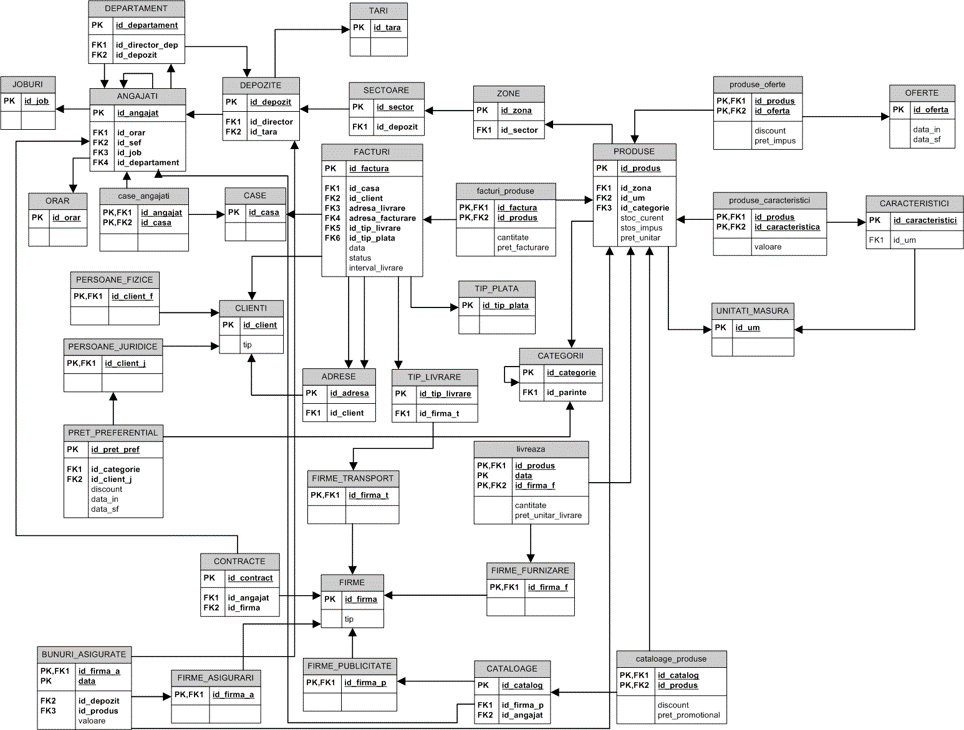 DEPARTAMENT
PK id_departament
FK1 id_director_dep
FK2 id_depozit
TARI
PK id_tara
JOBURI
PK id_job
ANGAJATI
PK id_angajat
FK1 id_orar
FK2 id_sef
FK3 id_job
FK4 id_departament
DEPOZITE
PK id_depozit
FK1 id_director
FK2 id_tara
SECTOARE
PK id_sector
FK1 id_depozit
ZONE
PK id_zona
FK1 id_sector
produse_oferte
PK,FK1 id_produs
PK,FK2 id_oferta
discount
pret_impus
OFERTE
PK id_oferta
data_in
data_sf
FACTURI
PK id_factura
FK1 id_casa
FK2 id_client
FK3 adresa_livrare
FK4 adresa_facturare
FK5 id_tip_livrare
FK6 id_tip_plata
data
status
interval_livrare
PRODUSE
PK id_produs
FK1 id_zona
FK2 id_um
FK3 id_categorie
stoc_curent
stos_impus
pret_unitar
ORAR
PK id_orar
case_angajati
PK,FK1 id_angajat
PK,FK2 id_casa
CASE
PK id_casa
facturi_produse
PK,FK1 id_factura
PK,FK2 id_produs
cantitate
pret_facturare
produse_caracteristici
PK,FK1 id_produs
PK,FK2 id_caracteristica
valoare
CARACTERISTICI
PK id_caracteristici
FK1 id_um
PERSOANE_FIZICE
PK,FK1 id_client_f
CLIENTI
PK id_client
tip
TIP_PLATA
PK id_tip_plata
UNITATI_MASURA
PK id_um
PERSOANE_JURIDICE
PK,FK1 id_client_j
ADRESE
PK id_adresa
FK1 id_client
TIP_LIVRARE
PK id_tip_livrare
FK1 id_firma_t
CATEGORII
PK id_categorie
FK1 id_parinte
PRET_PREFERENTIAL
PK id_pret_pref
FK1 id_categorie
FK2 id_client_j
discount
data_in
data_sf
livreaza
PK,FK1 id_produs
PK data
PK,FK2 id_firma_f
cantitate
pret_unitar_livrare
FIRME_TRANSPORT
PK,FK1 id_firma_t
CONTRACTE
PK id_contract
FK1 id_angajat
FK2 id_firma
FIRME
PK id_firma
tip
FIRME_FURNIZARE
PK,FK1 id_firma_f
BUNURI_ASIGURATE
PK,FK1 id_firma_a
PK data
FK2 id_depozit
FK3 id_produs
valoare
FIRME_ASIGURARI
PK,FK1 id_firma_a
FIRME_PUBLICITATE
PK,FK1 id_firma_p
CATALOAGE
PK id_catalog
FK1 id_firma_p
FK2 id_angajat
cataloage_produse
PK,FK1 id_catalog
PK,FK2 id_produs
discount
pret_promotional